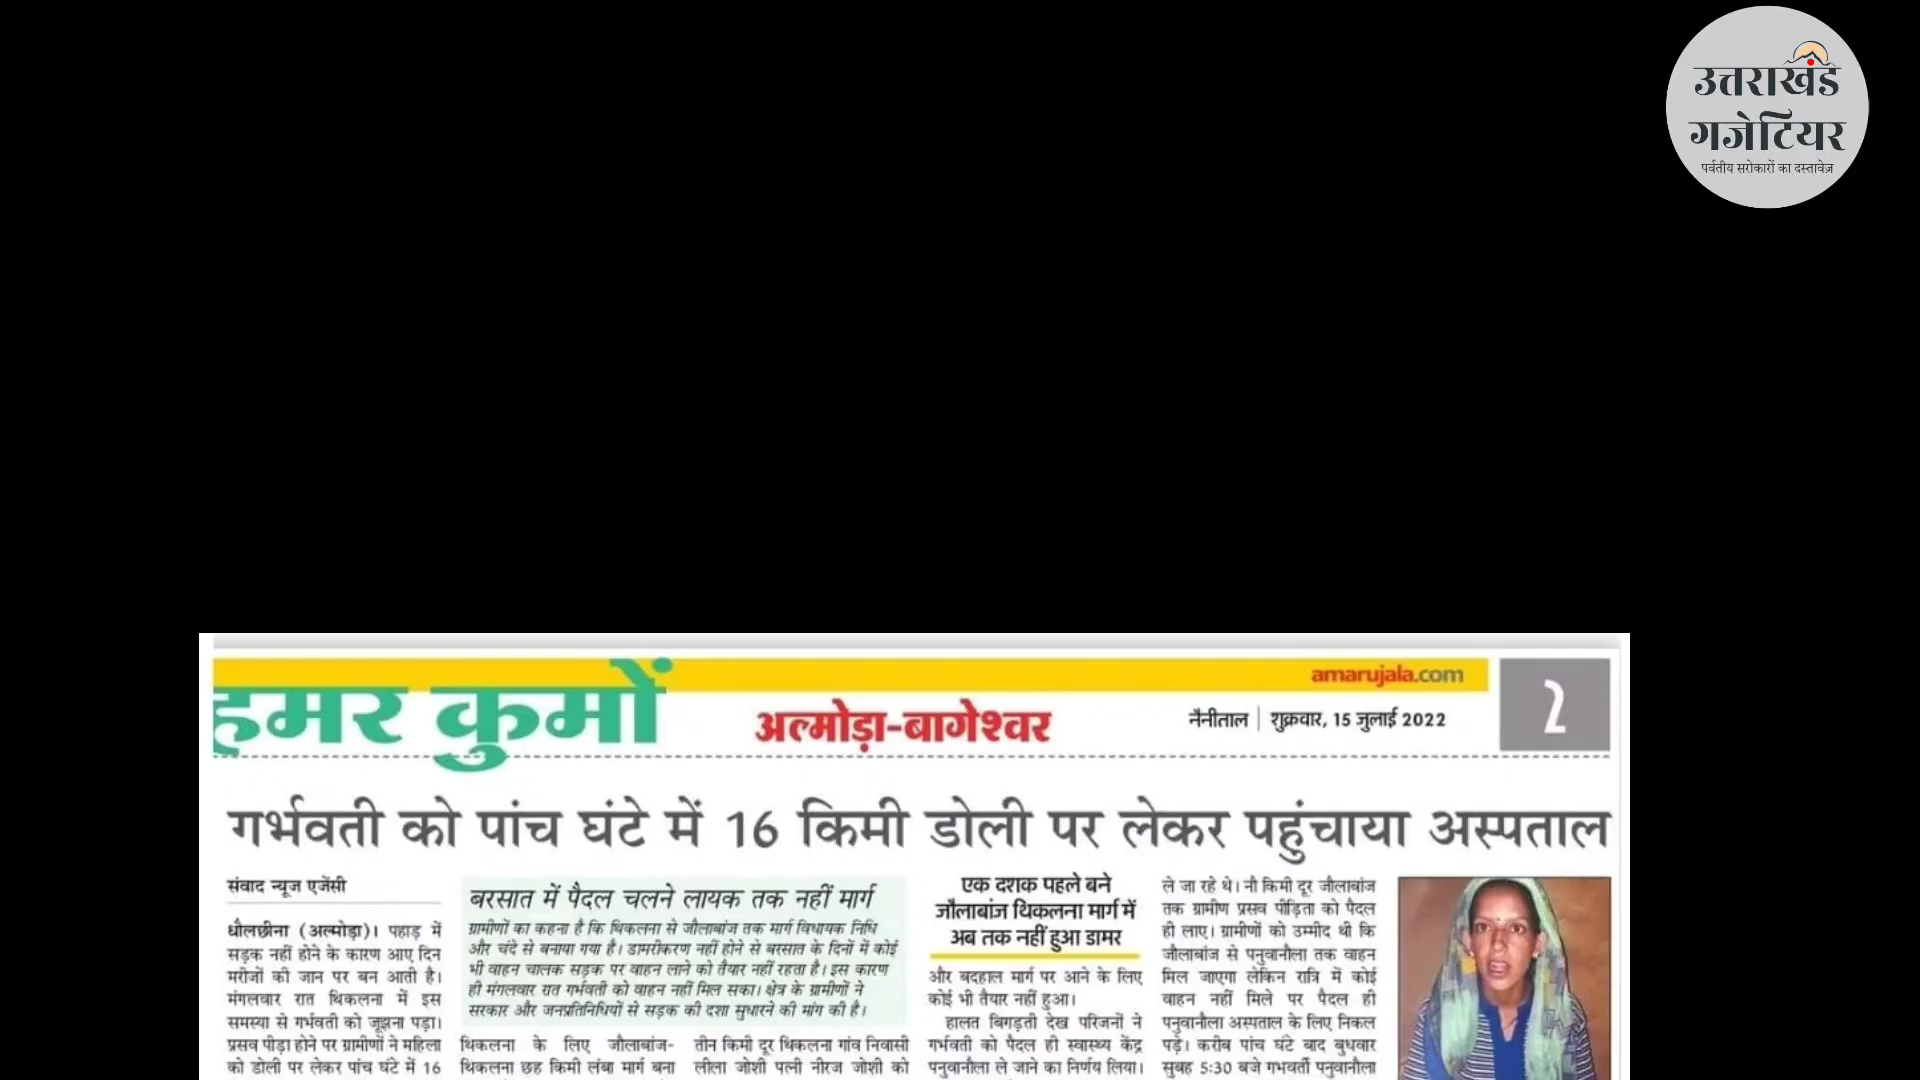 उत्तराखंड
गजेटियर
पर्वतीय सरोकारों का दस्तावेज़
amarujala.com
हमर कुमों
अल्मोड़ा-बागेश्वर
नैनीताल | शुक्रवार, 15 जुलाई 2022
2
गर्भवती को पांच घंटे में 16 किमी डोली पर लेकर पहुंचाया अस्पताल
संवाद न्यूज एजेंसी
धौलछीना (अल्मोड़ा)। पहाड़ में
सड़क नहीं होने के कारण आए दिन
मरीजों की जान पर बन आती है।
मंगलवार रात थिकलना में इस
समस्या से गर्भवती को जूझना पड़ा।
प्रसव पीड़ा होने पर ग्रामीणों ने महिला
को डोली पर लेकर पांच घंटे में 16
बरसात में पैदल चलने लायक तक नहीं मार्ग
ग्रामीणों का कहना है कि थिकलना से जौलाबांज तक मार्ग विधायक निधि
और चंदे से बनाया गया है। डामरीकरण नहीं होने से बरसात के दिनों में कोई
भी वाहन चालक सड़क पर वाहन लाने को तैयार नहीं रहता है। इस कारण
ही मंगलवार रात गर्भवती को वाहन नहीं मिल सका। क्षेत्र के ग्रामीणों ने
सरकार और जनप्रतिनिधियों से सड़क की दशा सुधारने की मांग की है।
थिकलना के लिए जौलाबांज-
थिकलना छह किमी लंबा मार्ग बना
तीन किमी दूर थिकलना गांव निवासी
लीला जोशी पत्नी नीरज जोशी को
एक दशक पहले बने
जौलाबांज थिकलना मार्ग में
अब तक नहीं हुआ डामर
और बदहाल मार्ग पर आने के लिए
कोई भी तैयार नहीं हुआ।
हालत बिगड़ती देख परिजनों ने
गर्भवती को पैदल ही स्वास्थ्य केंद्र
पनुवानौला ले जाने का निर्णय लिया।
ले जा रहे थे। नौ किमी दूर जौलाबांज
तक ग्रामीण प्रसव पीड़िता को पैदल
ही लाए। ग्रामीणों को उम्मीद थी कि
जौलाबांज से पनुवानौला तक वाहन
मिल जाएगा लेकिन रात्रि में कोई
वाहन नहीं मिले पर पैदल ही
पनुवानौला अस्पताल के लिए निकल
पड़े। करीब पांच घंटे बाद बुधवार
सुबह 5:30 बजे गभवर्ती पनुवानौला